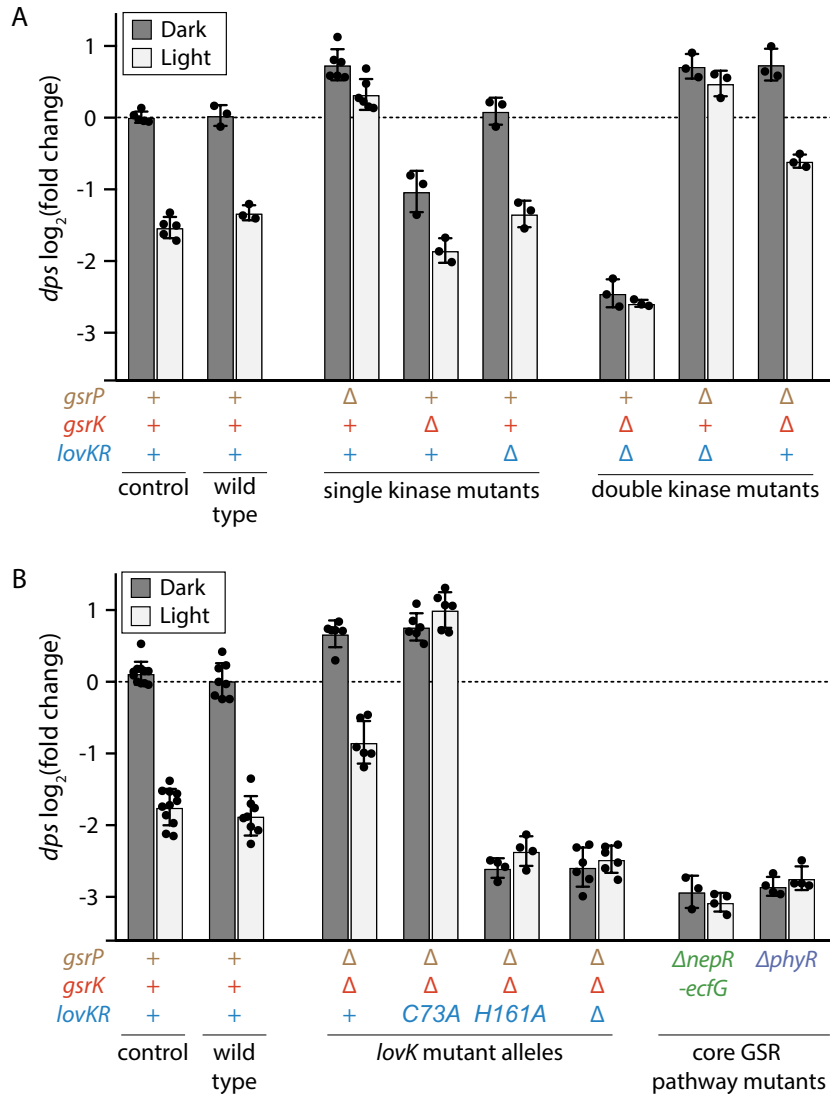 A
Dark
Light
dps log2(fold change)
1
0
-1
-2
-3
gsrP + + Δ + + + Δ Δ
gsrK + + + Δ + Δ + Δ
lovKR + + + + Δ Δ Δ +
control wild type single kinase mutants double kinase mutants
B
Dark
Light
dps log2(fold change)
1
0
-1
-2
-3
gsrP + + Δ Δ Δ Δ ΔnepR ΔphyR
gsrK + + Δ Δ Δ Δ -ecfG
lovKR + + + C73A H161A Δ
control wild type lovK mutant alleles core GSR pathway mutants